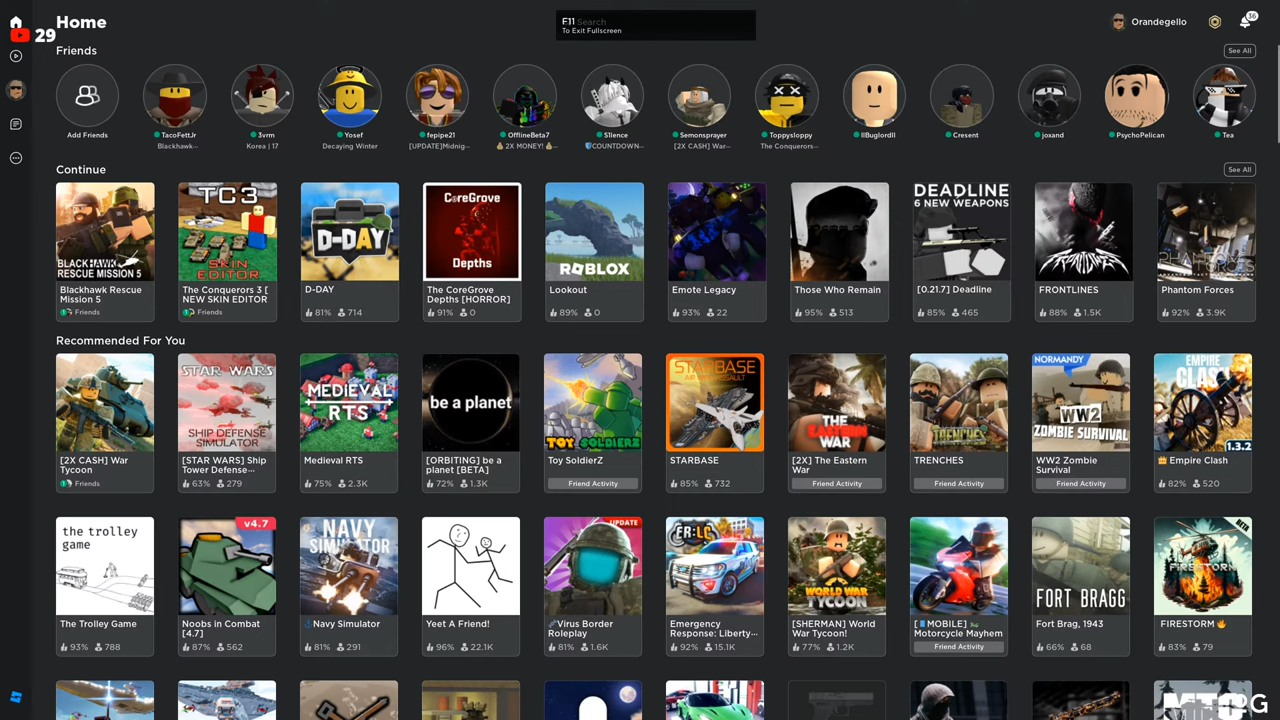 Home
29
F11 Search
To Exit Fullscreen
Orandegello
36
Friends
See All
Add Friends
TacoFettJr
Blackhawk···
3vrm
Korea | 17
Yosef
Decaying Winter
fepipe21
[UPDATE]Midnig···
OfflineBeta7
2X MONEY!
S1lence
COUNTDOWN···
Semonsprayer
[2X CASH] War···
Toppysloppy
The Conquerors···
Cresent
joxand
PsychoPelican
Tea
Continue
See All
BLACKHAWK
RESCUE MISSION 5
TC3
SKIN
EDITOR
D-DAY
CoreGrove
Depths
ROBLOX
DEADLINE
6 NEW WEAPONS
FRONTLINES
PHANTOM FORCES
Blackhawk Rescue
Mission 5
Friends
The Conquerors 3 [
NEW SKIN EDITOR
Friends
D-DAY
81% 714
The CoreGrove
Depths [HORROR]
91% 0
Lookout
89% 0
Emote Legacy
93% 22
Those Who Remain
95% 513
[0.21.7] Deadline
85% 465
FRONTLINES
88% 1.5K
Phantom Forces
92% 3.9K
Recommended For You
STAR WARS
SHIP DEFENSE
SIMULATOR
MEDIEVAL
RTS
be a planet
TOY SOLDIERZ
STARBASE
THE
EASTERN
WAR
TRENCHES
NORMANDY
WW2
ZOMBIE SURVIVAL
EMPIRE
CLASH
1.3.2
[2X CASH] War
Tycoon
Friends
[STAR WARS] Ship
Tower Defense···
63% 279
Medieval RTS
75% 2.3K
[ORBITING] be a
planet [BETA]
72% 1.3K
Toy SoldierZ
Friend Activity
STARBASE
85% 732
[2X] The Eastern
War
Friend Activity
TRENCHES
Friend Activity
WW2 Zombie
Survival
Friend Activity
Empire Clash
82% 520
the trolley
game
v4.7
NAVY
SIMULATOR
UPDATE
ER:LC
WORLD WAR
TYCOON
FORT BRAGG
BETA
FIRESTORM
The Trolley Game
93% 788
Noobs in Combat
[4.7]
87% 562
Navy Simulator
81% 291
Yeet A Friend!
96% 22.1K
Virus Border
Roleplay
81% 1.6K
Emergency
Response: Liberty···
92% 15.1K
[SHERMAN] World
War Tycoon!
77% 1.2K
[MOBILE]
Motorcycle Mayhem
Friend Activity
Fort Brag, 1943
66% 68
FIRESTORM
83% 79